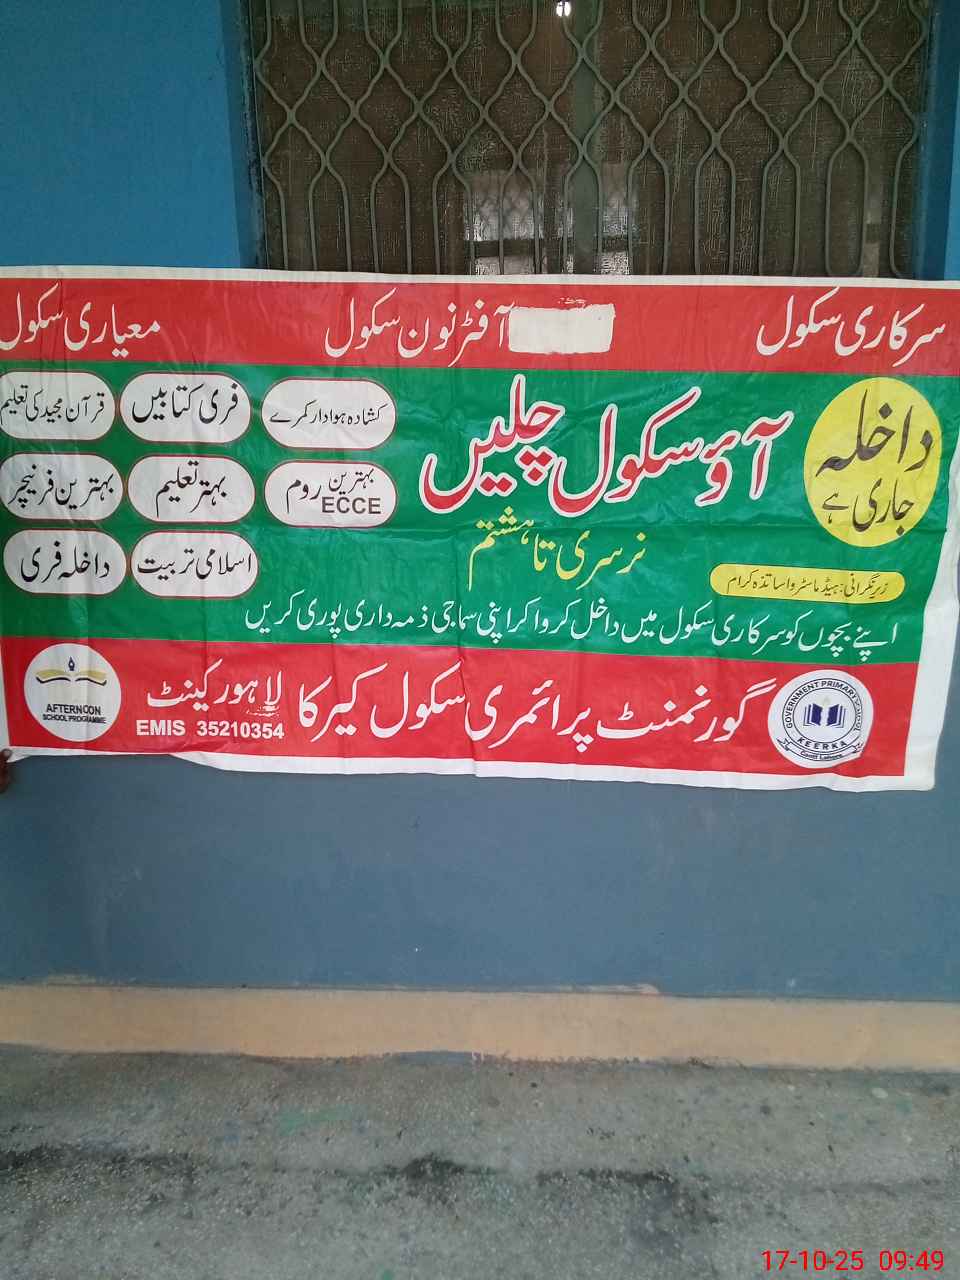 سرکاری سکول
آفٹرنون سکول
معیاری سکول
داخلہ
جاری ہے
آؤ سکول چلیں
نرسری تا ہشتم
زیرنگرانی: ہیڈ ماسٹر و اساتذہ کرام
کشادہ ہوادار کمرے
فری کتابیں
قرآن مجید کی تعلیم
بہترین روم
ECCE
بہتر تعلیم
بہترین فرنیچر
اسلامی تربیت
داخلہ فری
اپنے بچوں کو سرکاری سکول میں داخل کروا کر اپنی سماجی ذمہ داری پوری کریں
GOVERNMENT PRIMARY SCHOOL
KEERKA
Cantt Lahore
گورنمنٹ پرائمری سکول کیرکا
لاہور کینٹ
EMIS 35210354
AFTERNOON
SCHOOL PROGRAMME
17-10-25 09:49